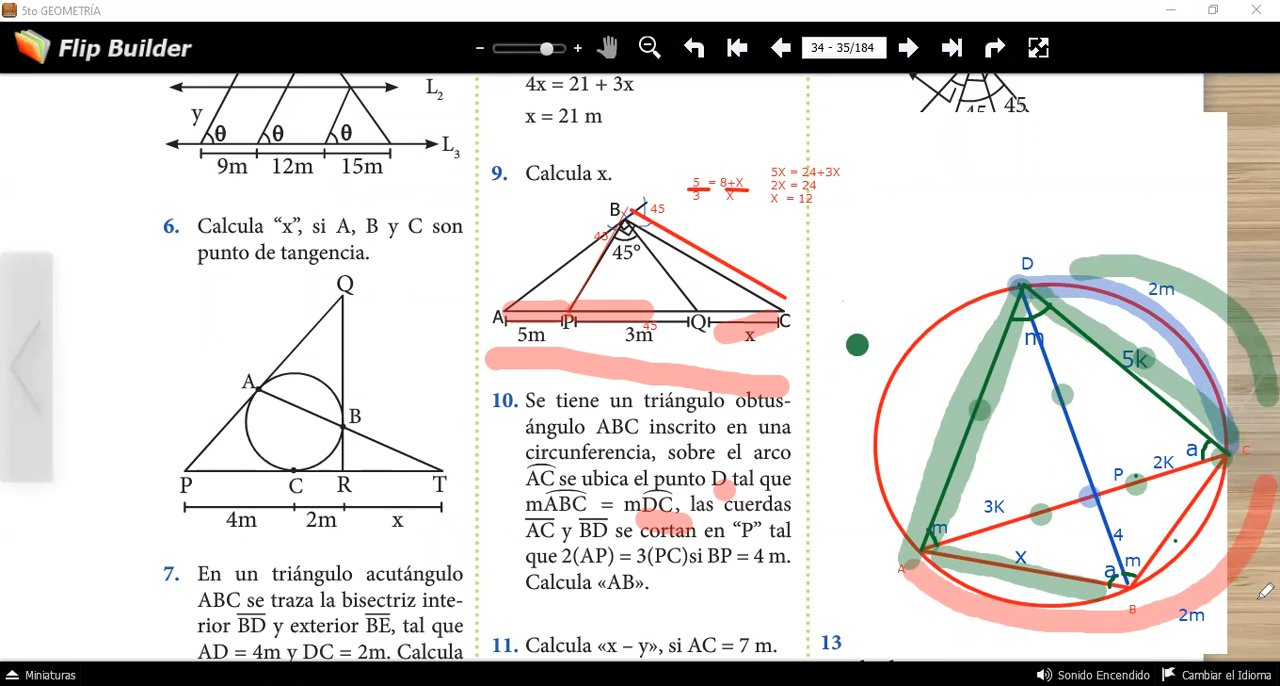 5to GEOMETRÍA
Flip Builder
34 - 35/184
L2
y
θ
θ
θ
L3
9m
12m
15m
6. Calcula “x”, si A, B y C son
punto de tangencia.
Q
A
B
P
C
R
T
4m
2m
x
7. En un triángulo acutángulo
ABC se traza la bisectriz inte-
rior BD y exterior BE, tal que
AD = 4m y DC = 2m. Calcula
4x = 21 + 3x
x = 21 m
9. Calcula x.
5 = 8+X
3 X
5X = 24+3X
2X = 24
X = 12
B
45
45
45°
A
P
Q
C
5m
3m
45
x
10. Se tiene un triángulo obtus-
ángulo ABC inscrito en una
circunferencia, sobre el arco
AC se ubica el punto D tal que
mABC = mDC, las cuerdas
AC y BD se cortan en “P” tal
que 2(AP) = 3(PC)si BP = 4 m.
Calcula «AB».
11. Calcula «x – y», si AC = 7 m.
45
45
D
2m
m
5k
a
C
P
2K
3K
m
4
A
X
a
m
B
2m
13
Miniaturas
Sonido Encendido
Cambiar el Idioma